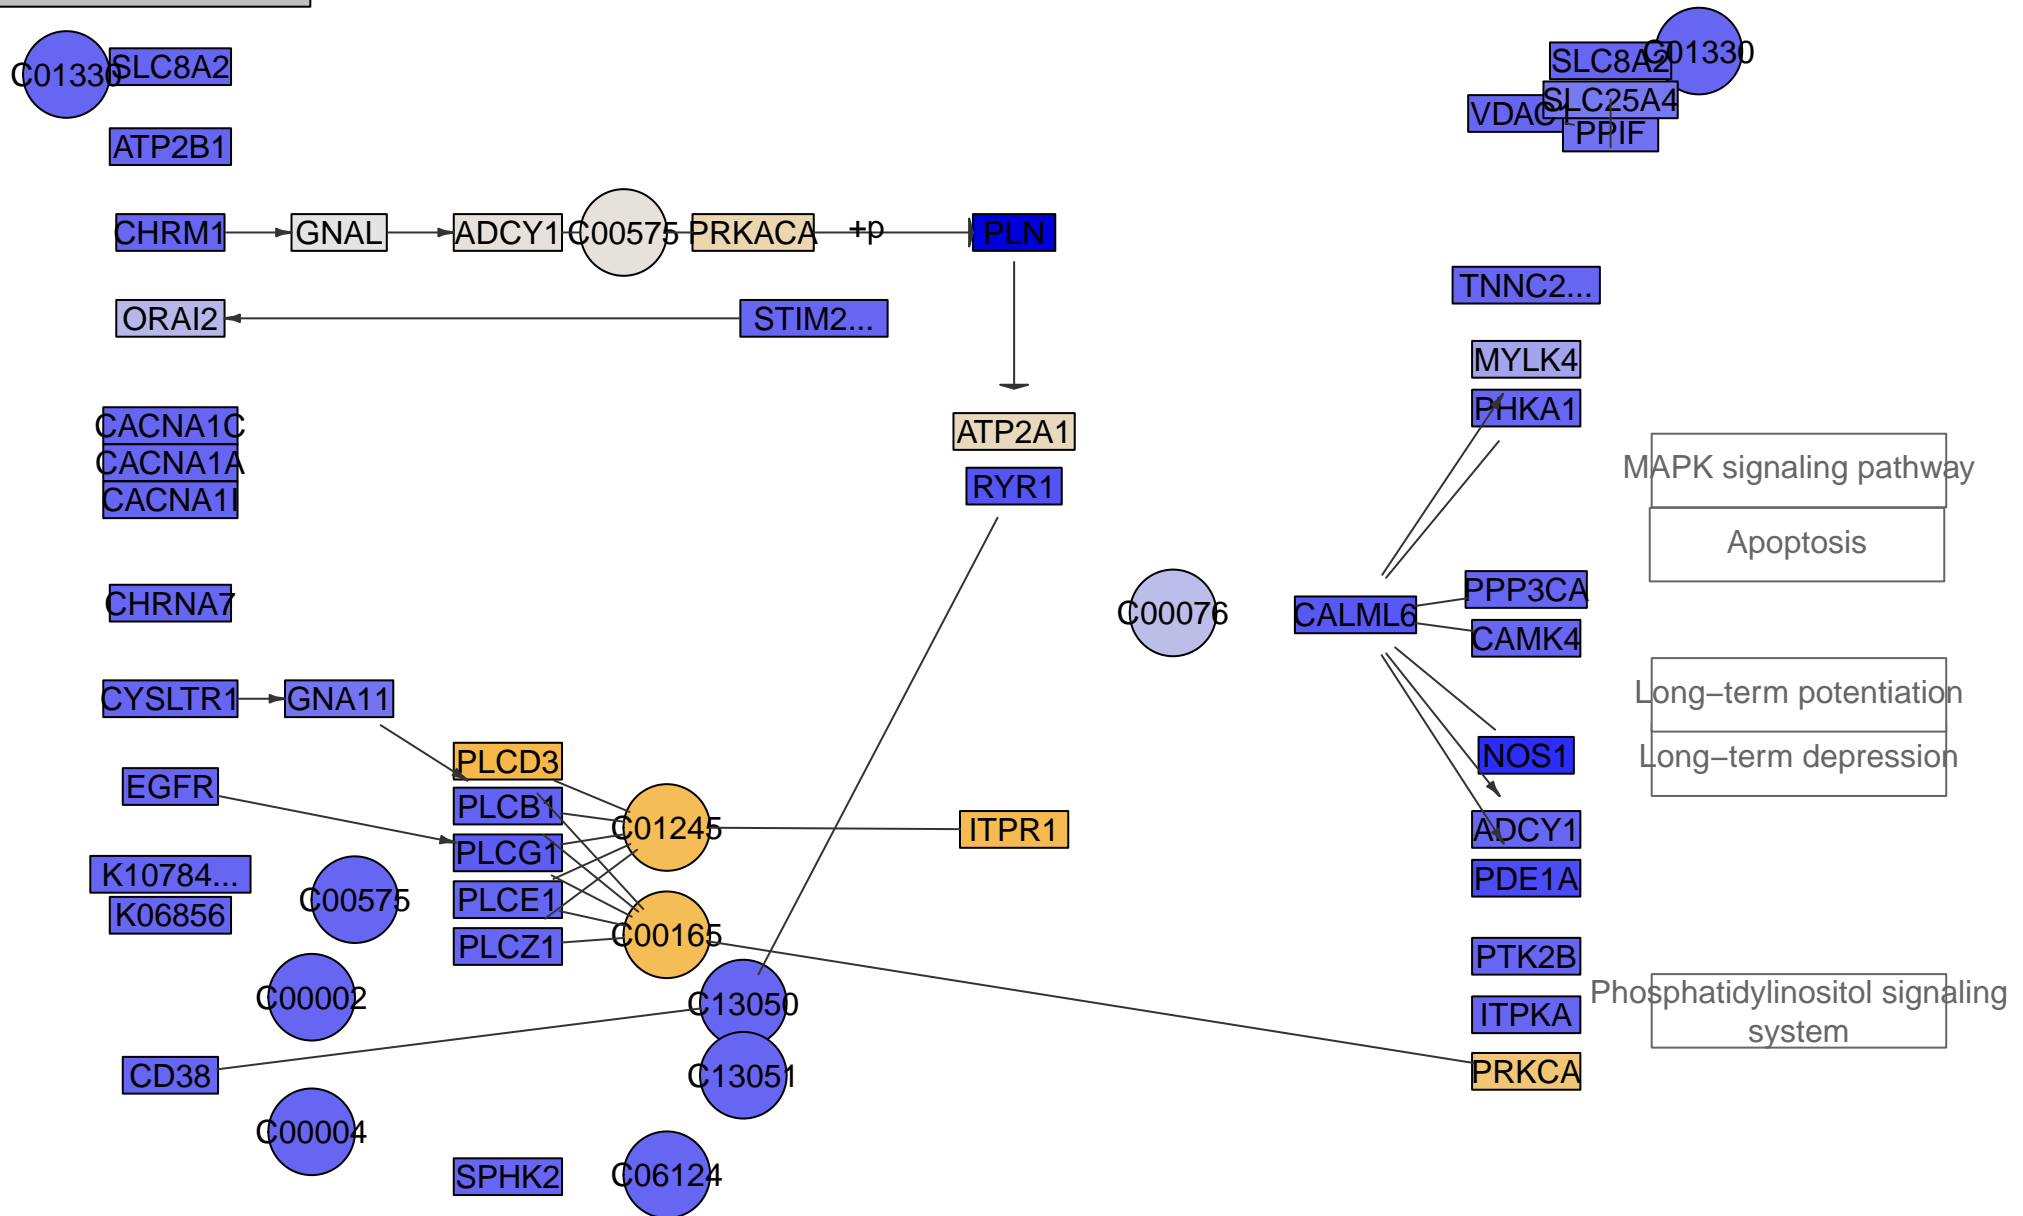 C01330
SLC8A2
SLC8A2
C01330
SLC25A4
VDAC1
PPIF
ATP2B1
CHRM1
GNAL
ADCY1
C00575
PRKACA
+p
PLN
TNNC2...
ORAI2
STIM2...
MYLK4
PHKA1
CACNA1C
CACNA1A
CACNA1I
ATP2A1
RYR1
MAPK signaling pathway
Apoptosis
CHRNA7
C00076
CALML6
PPP3CA
CAMK4
CYSLTR1
GNA11
Long−term potentiation
Long−term depression
NOS1
PLCD3
EGFR
PLCB1
C01245
ITPR1
ADCY1
PLCG1
K10784...
PDE1A
C00575
PLCE1
K06856
C00165
PLCZ1
PTK2B
C00002
C13050
Phosphatidylinositol signaling
system
ITPKA
CD38
C13051
PRKCA
C00004
SPHK2
C06124